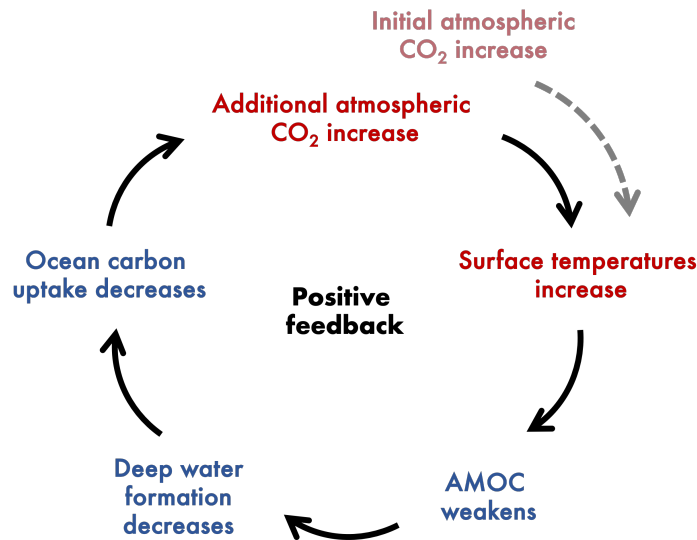 Initial atmospheric
CO₂ increase
Additional atmospheric
CO₂ increase
Surface temperatures
increase
AMOC
weakens
Deep water
formation
decreases
Ocean carbon
uptake decreases
Positive
feedback